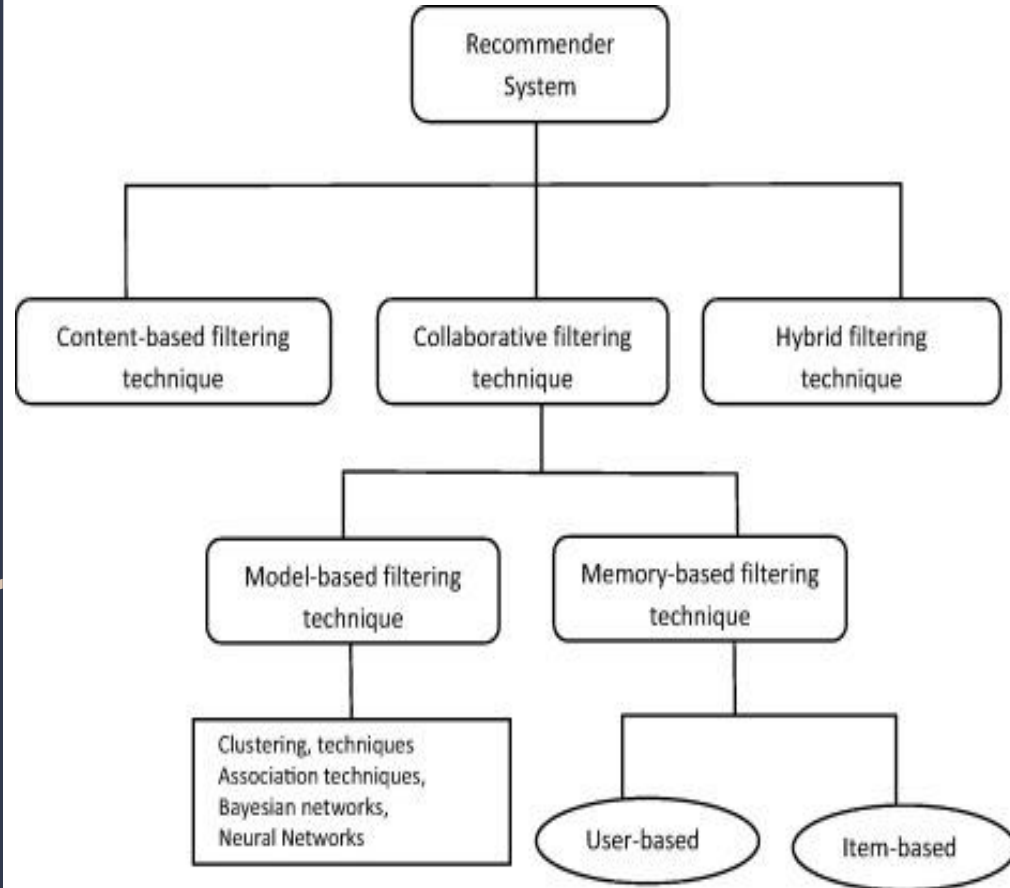 Recommender
System
Content-based filtering
technique
Collaborative filtering
technique
Hybrid filtering
technique
Model-based filtering
technique
Memory-based filtering
technique
Clustering, techniques
Association techniques,
Bayesian networks,
Neural Networks
User-based
Item-based